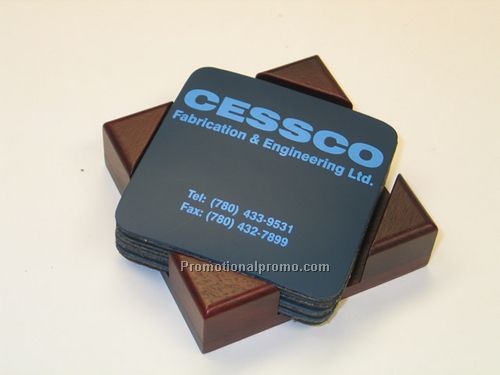 CESSCO
Fabrication & Engineering Ltd.
Tel: (780) 433-9531
Fax: (780) 432-7899
Promotionalpromo.com